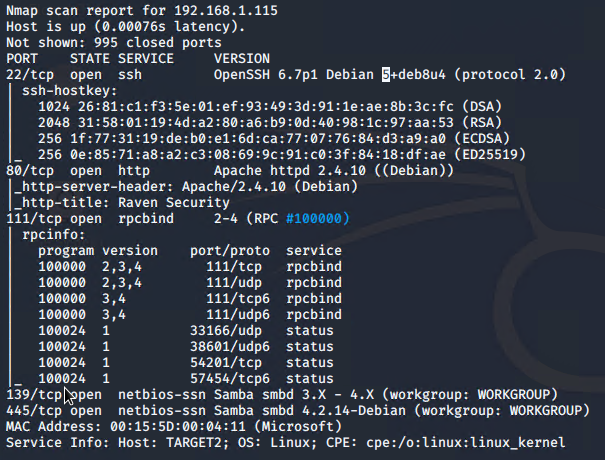 Nmap scan report for 192.168.1.115
Host is up (0.00076s latency).
Not shown: 995 closed ports
PORT    STATE SERVICE     VERSION
22/tcp  open  ssh         OpenSSH 6.7p1 Debian 5+deb8u4 (protocol 2.0)
| ssh-hostkey:
|   1024 26:81:c1:f3:5e:01:ef:93:49:3d:91:1e:ae:8b:3c:fc (DSA)
|   2048 31:58:01:19:4d:a2:80:a6:b9:0d:40:98:1c:97:aa:53 (RSA)
|   256 1f:77:31:19:de:b0:e1:6d:ca:77:07:76:84:d3:a9:a0 (ECDSA)
|_  256 0e:85:71:a8:a2:c3:08:69:9c:91:c0:3f:84:18:df:ae (ED25519)
80/tcp  open  http        Apache httpd 2.4.10 ((Debian))
|_http-server-header: Apache/2.4.10 (Debian)
|_http-title: Raven Security
111/tcp open  rpcbind     2-4 (RPC #100000)
| rpcinfo:
|   program version    port/proto  service
|   100000  2,3,4        111/tcp   rpcbind
|   100000  2,3,4        111/udp   rpcbind
|   100000  3,4          111/tcp6  rpcbind
|   100000  3,4          111/udp6  rpcbind
|   100024  1          33166/udp   status
|   100024  1          38601/udp6  status
|   100024  1          54201/tcp   status
|_  100024  1          57454/tcp6  status
139/tcp open  netbios-ssn Samba smbd 3.X - 4.X (workgroup: WORKGROUP)
445/tcp open  netbios-ssn Samba smbd 4.2.14-Debian (workgroup: WORKGROUP)
MAC Address: 00:15:5D:00:04:11 (Microsoft)
Service Info: Host: TARGET2; OS: Linux; CPE: cpe:/o:linux:linux_kernel